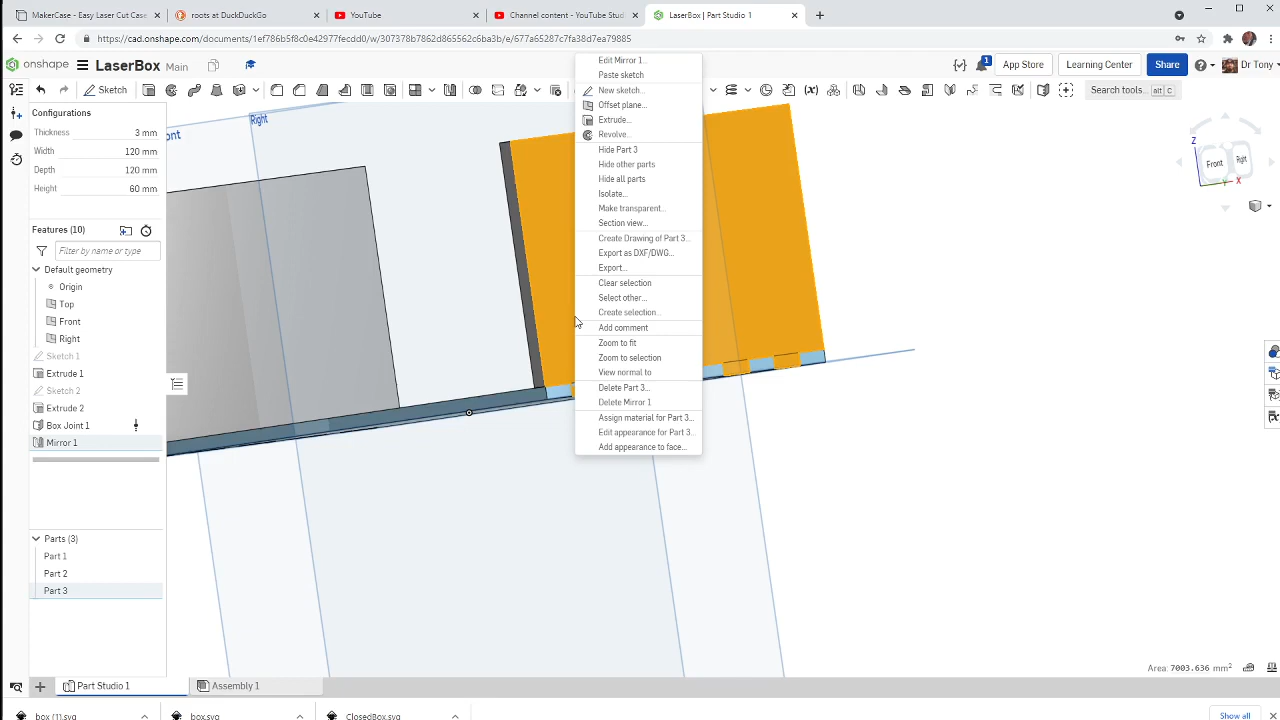 MakerCase - Easy Laser Cut Case
roots at DuckDuckGo
YouTube
Channel content - YouTube Stud
LaserBox | Part Studio 1
https://cad.onshape.com/documents/1ef786b5f8c0e42977fecdd0/w/307378b7862d865562c6ba3b/e/677a65287c7fa38d7ea79885
onshape
LaserBox Main
1
App Store
Learning Center
Share
Dr Tony
Sketch
Search tools...
alt C
Configurations
Thickness 3 mm
Width 120 mm
Depth 120 mm
Height 60 mm
Features (10)
Filter by name or type
Default geometry
Origin
Top
Front
Right
Sketch 1
Extrude 1
Sketch 2
Extrude 2
Box Joint 1
Mirror 1
Parts (3)
Part 1
Part 2
Part 3
ont
Right
Edit Mirror 1...
Paste sketch
New sketch...
Offset plane...
Extrude...
Revolve...
Hide Part 3
Hide other parts
Hide all parts
Isolate...
Make transparent...
Section view...
Create Drawing of Part 3...
Export as DXF/DWG...
Export...
Clear selection
Select other...
Create selection...
Add comment
Zoom to fit
Zoom to selection
View normal to
Delete Part 3...
Delete Mirror 1
Assign material for Part 3...
Edit appearance for Part 3...
Add appearance to face...
Z
Front
Right
Y
X
Area: 7003.636 mm²
Part Studio 1
Assembly 1
box (1).svg
box.svg
ClosedBox.svg
Show all